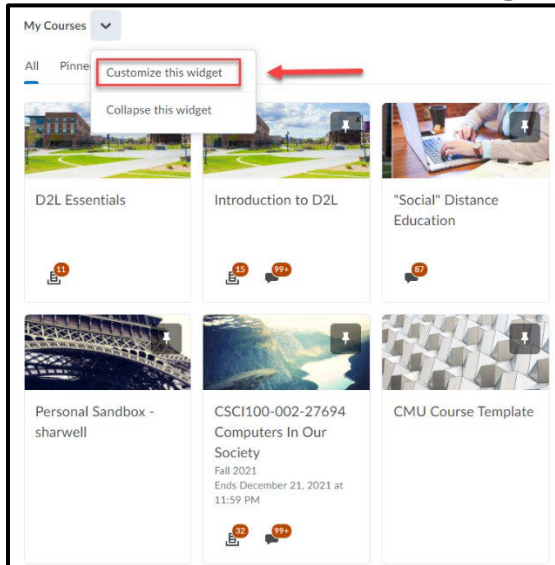 My Courses
All Pinne
Customize this widget
Collapse this widget
D2L Essentials
Introduction to D2L
"Social" Distance
Education
11
15 99+
87
Personal Sandbox -
sharwell
CSCI100-002-27694
Computers In Our
Society
Fall 2021
Ends December 21, 2021 at
11:59 PM
CMU Course Template
32 99+